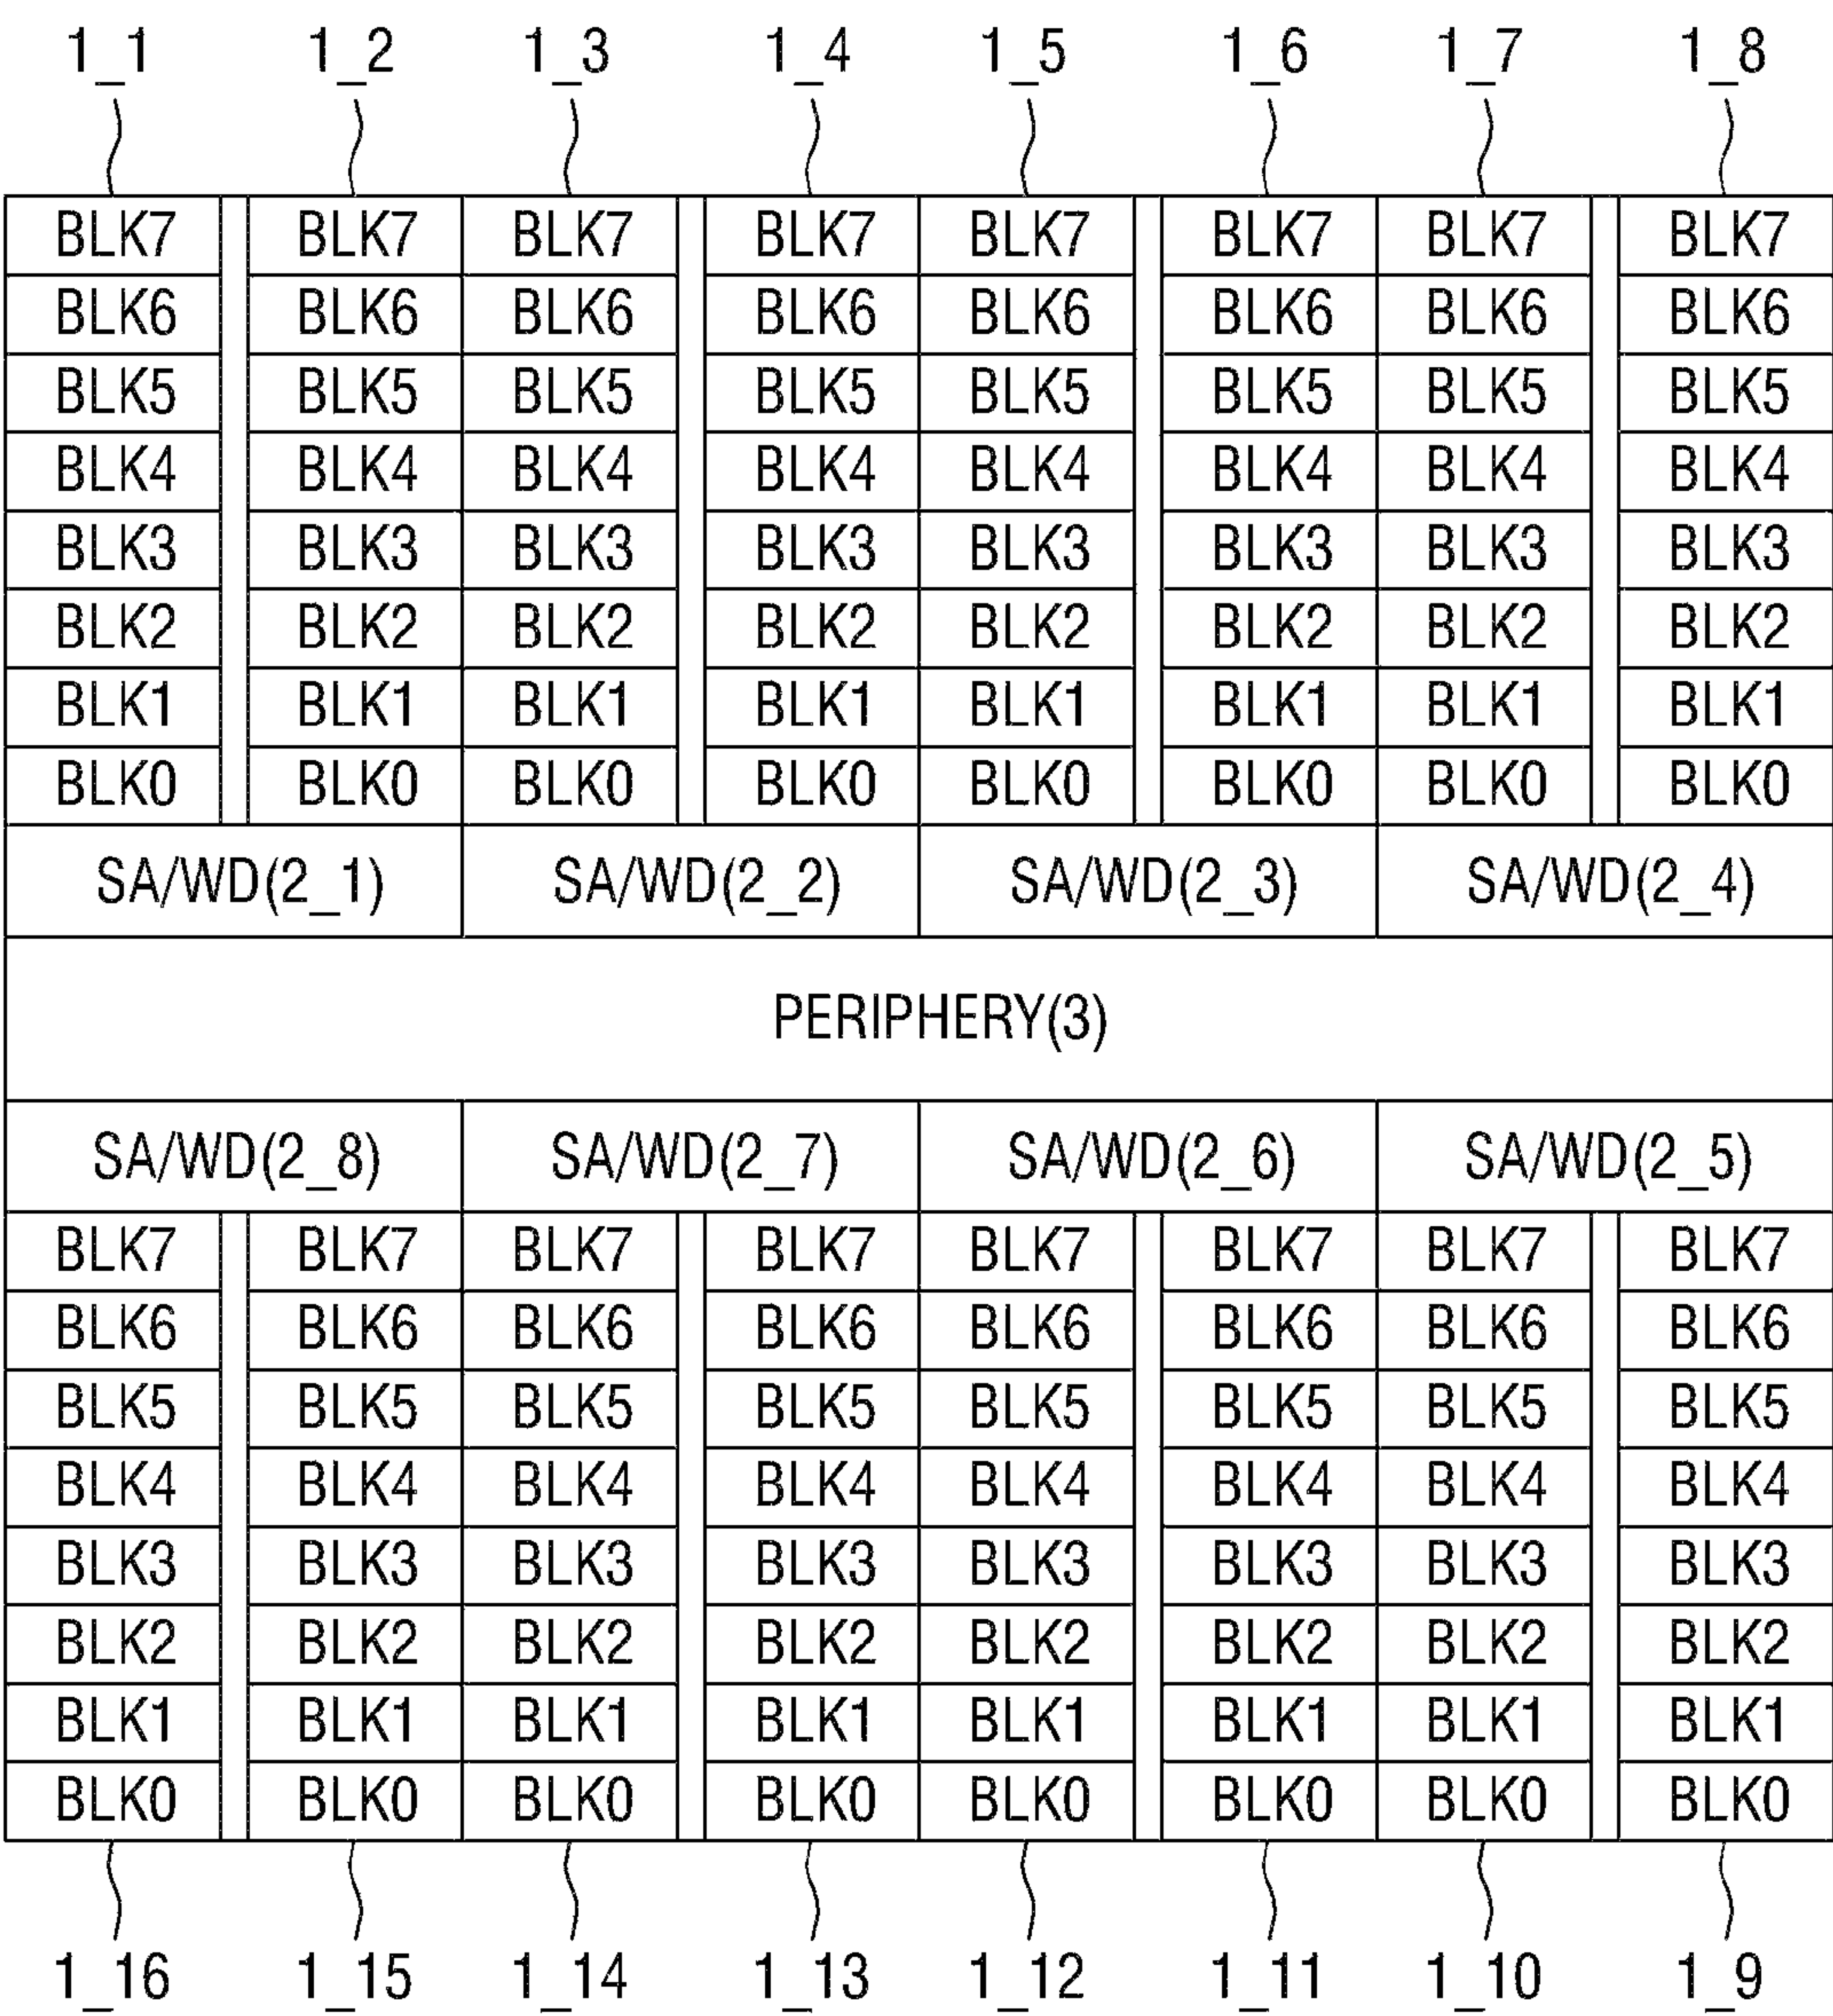 1_1 1_2 1_3 1_4 1_5 1_6 1_7 1_8
BLK7 BLK7 BLK7 BLK7 BLK7 BLK7 BLK7 BLK7
BLK6 BLK6 BLK6 BLK6 BLK6 BLK6 BLK6 BLK6
BLK5 BLK5 BLK5 BLK5 BLK5 BLK5 BLK5 BLK5
BLK4 BLK4 BLK4 BLK4 BLK4 BLK4 BLK4 BLK4
BLK3 BLK3 BLK3 BLK3 BLK3 BLK3 BLK3 BLK3
BLK2 BLK2 BLK2 BLK2 BLK2 BLK2 BLK2 BLK2
BLK1 BLK1 BLK1 BLK1 BLK1 BLK1 BLK1 BLK1
BLK0 BLK0 BLK0 BLK0 BLK0 BLK0 BLK0 BLK0
SA/WD(2_1) SA/WD(2_2) SA/WD(2_3) SA/WD(2_4)
PERIPHERY(3)
SA/WD(2_8) SA/WD(2_7) SA/WD(2_6) SA/WD(2_5)
BLK7 BLK7 BLK7 BLK7 BLK7 BLK7 BLK7 BLK7
BLK6 BLK6 BLK6 BLK6 BLK6 BLK6 BLK6 BLK6
BLK5 BLK5 BLK5 BLK5 BLK5 BLK5 BLK5 BLK5
BLK4 BLK4 BLK4 BLK4 BLK4 BLK4 BLK4 BLK4
BLK3 BLK3 BLK3 BLK3 BLK3 BLK3 BLK3 BLK3
BLK2 BLK2 BLK2 BLK2 BLK2 BLK2 BLK2 BLK2
BLK1 BLK1 BLK1 BLK1 BLK1 BLK1 BLK1 BLK1
BLK0 BLK0 BLK0 BLK0 BLK0 BLK0 BLK0 BLK0
1_16 1_15 1_14 1_13 1_12 1_11 1_10 1_9